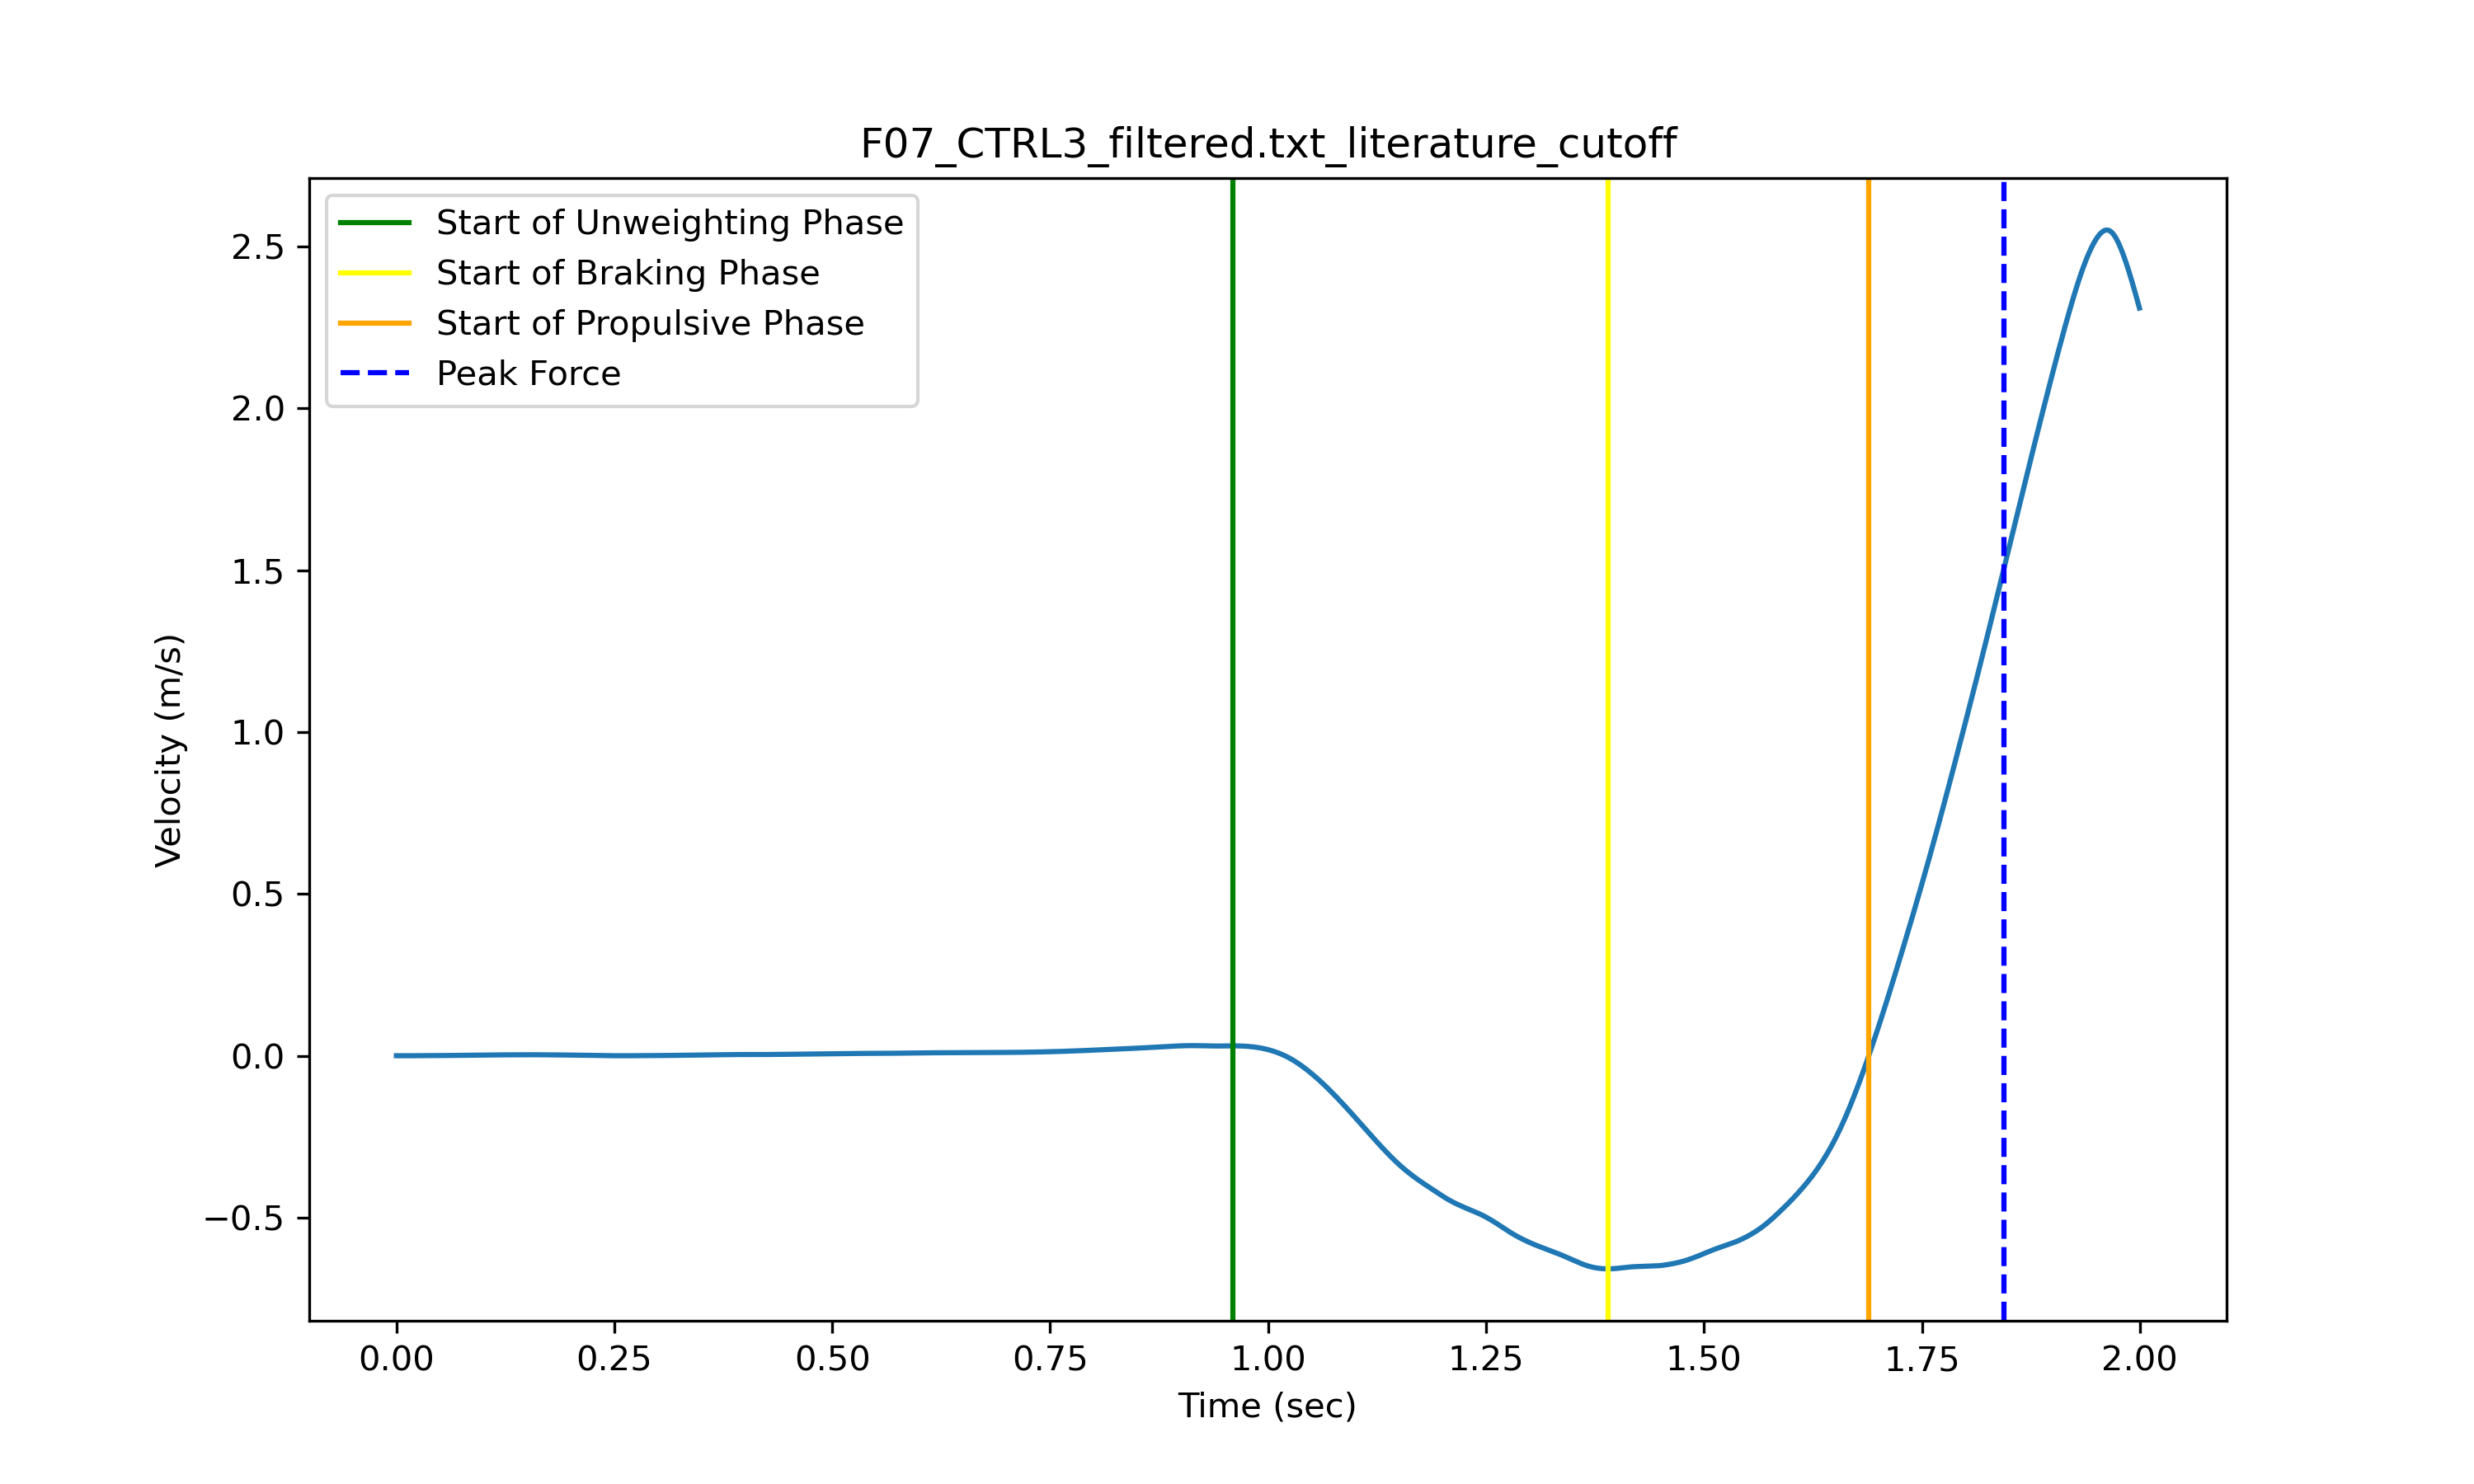 F07_CTRL3_filtered.txt_literature_cutoff
Start of Unweighting Phase
Start of Braking Phase
Start of Propulsive Phase
Peak Force
2.5
2.0
1.5
1.0
0.5
0.0
−0.5
Velocity (m/s)
0.00 0.25 0.50 0.75 1.00 1.25 1.50 1.75 2.00
Time (sec)